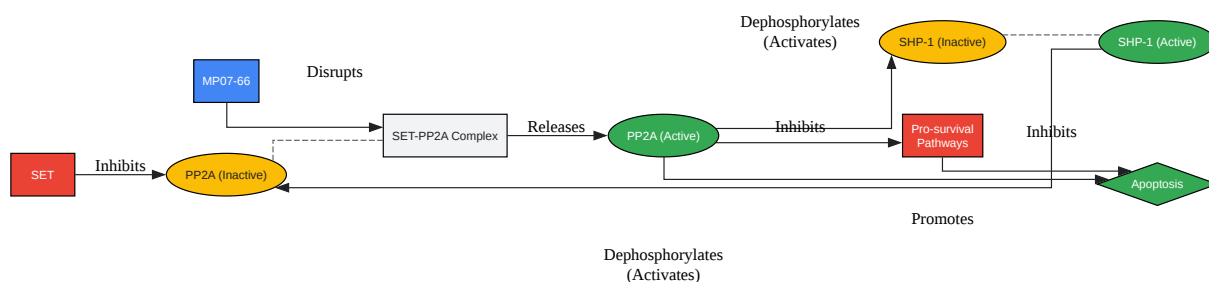 Dephosphorylates
(Activates)
SHP-1 (Inactive)
SHP-1 (Active)
MP07-66
Disrupts
SET-PP2A Complex
Releases
PP2A (Active)
Inhibits
Pro-survival
Pathways
Inhibits
SET
Inhibits
PP2A (Inactive)
Apoptosis
Promotes
Dephosphorylates
(Activates)